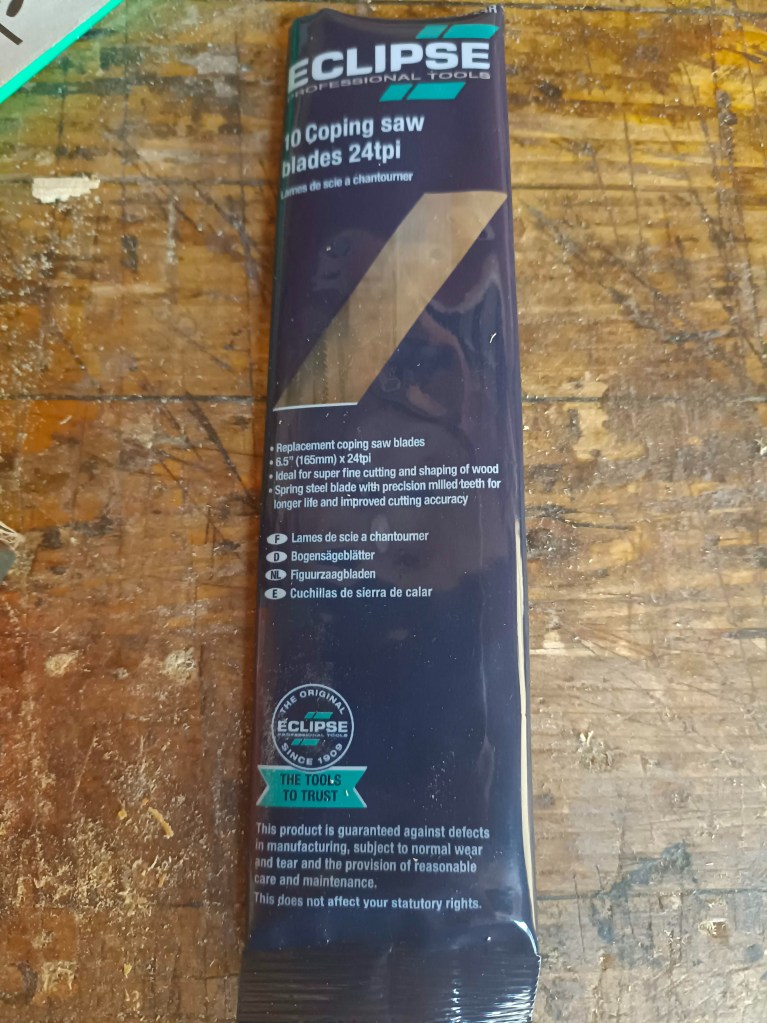 ECLIPSE
PROFESSIONAL TOOLS
10 Coping saw
blades 24tpi
Lames de scie a chantourner
• Replacement coping saw blades
• 6.5" (165mm) x 24tpi
• Ideal for super fine cutting and shaping of wood
• Spring steel blade with precision milled teeth for
longer life and improved cutting accuracy
F Lames de scie a chantourner
D Bogensägeblätter
NL Figuurzaagbladen
E Cuchillas de sierra de calar
THE ORIGINAL
ECLIPSE
PROFESSIONAL TOOLS
SINCE 1909
THE TOOLS
TO TRUST
This product is guaranteed against defects
in manufacturing, subject to normal wear
and tear and the provision of reasonable
care and maintenance.
This does not affect your statutory rights.